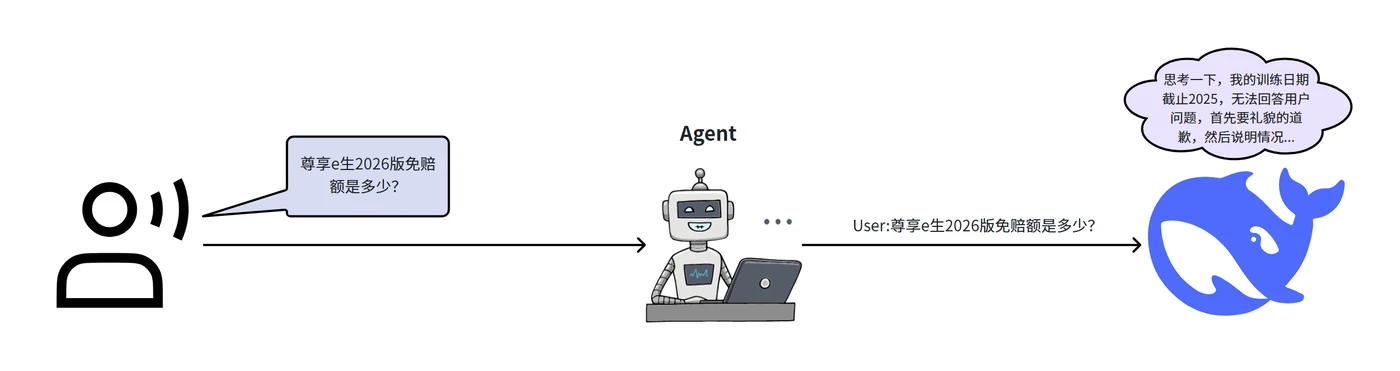 思考一下，我的训练日期
截止2025，无法回答用户
问题，首先要礼貌的道
歉，然后说明情况...
Agent
尊享e生2026版免赔
额是多少？
User:尊享e生2026版免赔额是多少？